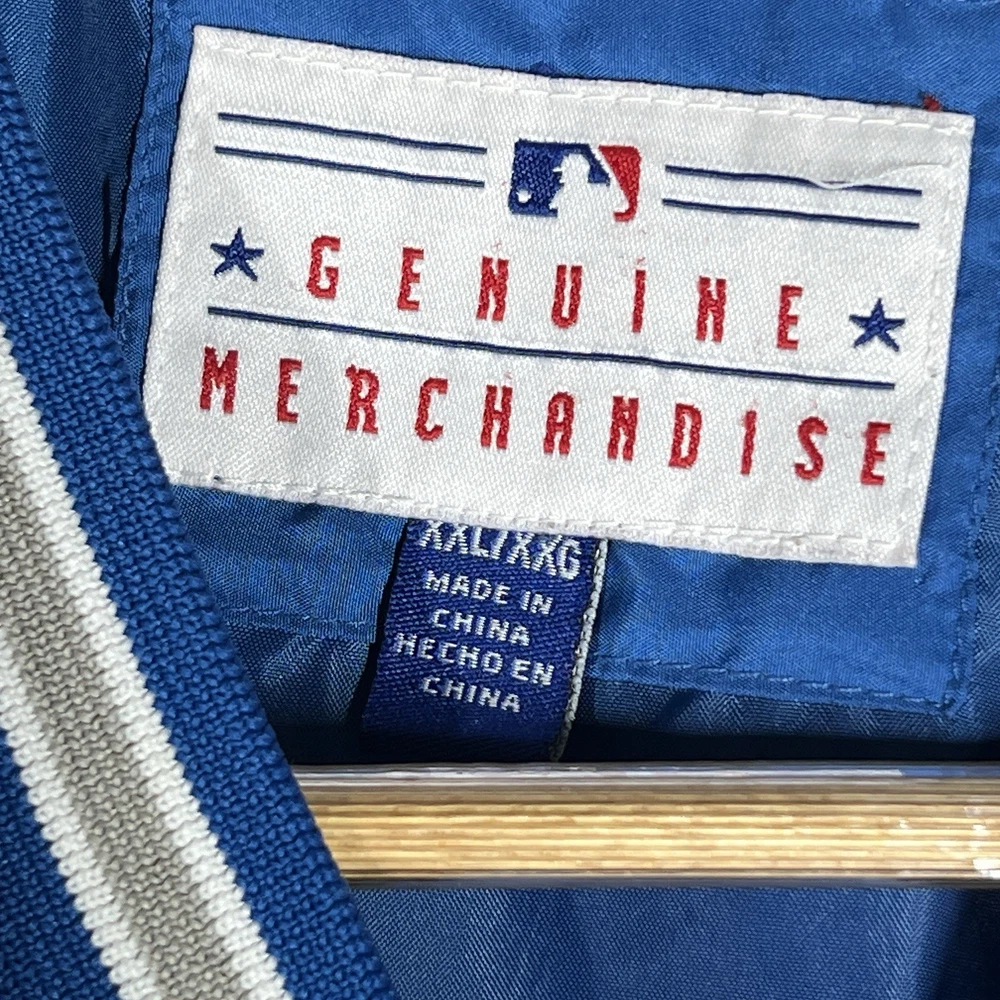 GENUINE
MERCHANDISE
XXL/XXG
MADE IN
CHINA
HECHO EN
CHINA